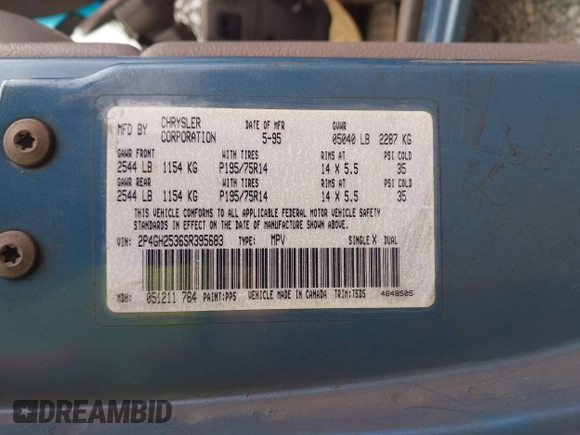 MFD BY CHRYSLER CORPORATION DATE OF MFR 5-95 GVWR 05040 LB 2287 KG
GAWR FRONT WITH TIRES RIMS AT PSI COLD
2544 LB 1154 KG P195/75R14 14 X 5.5 35
GAWR REAR WITH TIRES RIMS AT PSI COLD
2544 LB 1154 KG P195/75R14 14 X 5.5 35
THIS VEHICLE CONFORMS TO ALL APPLICABLE FEDERAL MOTOR VEHICLE SAFETY
STANDARDS IN EFFECT ON THE DATE OF MANUFACTURE SHOWN ABOVE.
VIN: 2P4GH2536SR395683 TYPE: MPV SINGLE X DUAL
MDH: 051211 764 PAINT:PP5 VEHICLE MADE IN CANADA TRIM:TSD5 4648505
DREAMBID